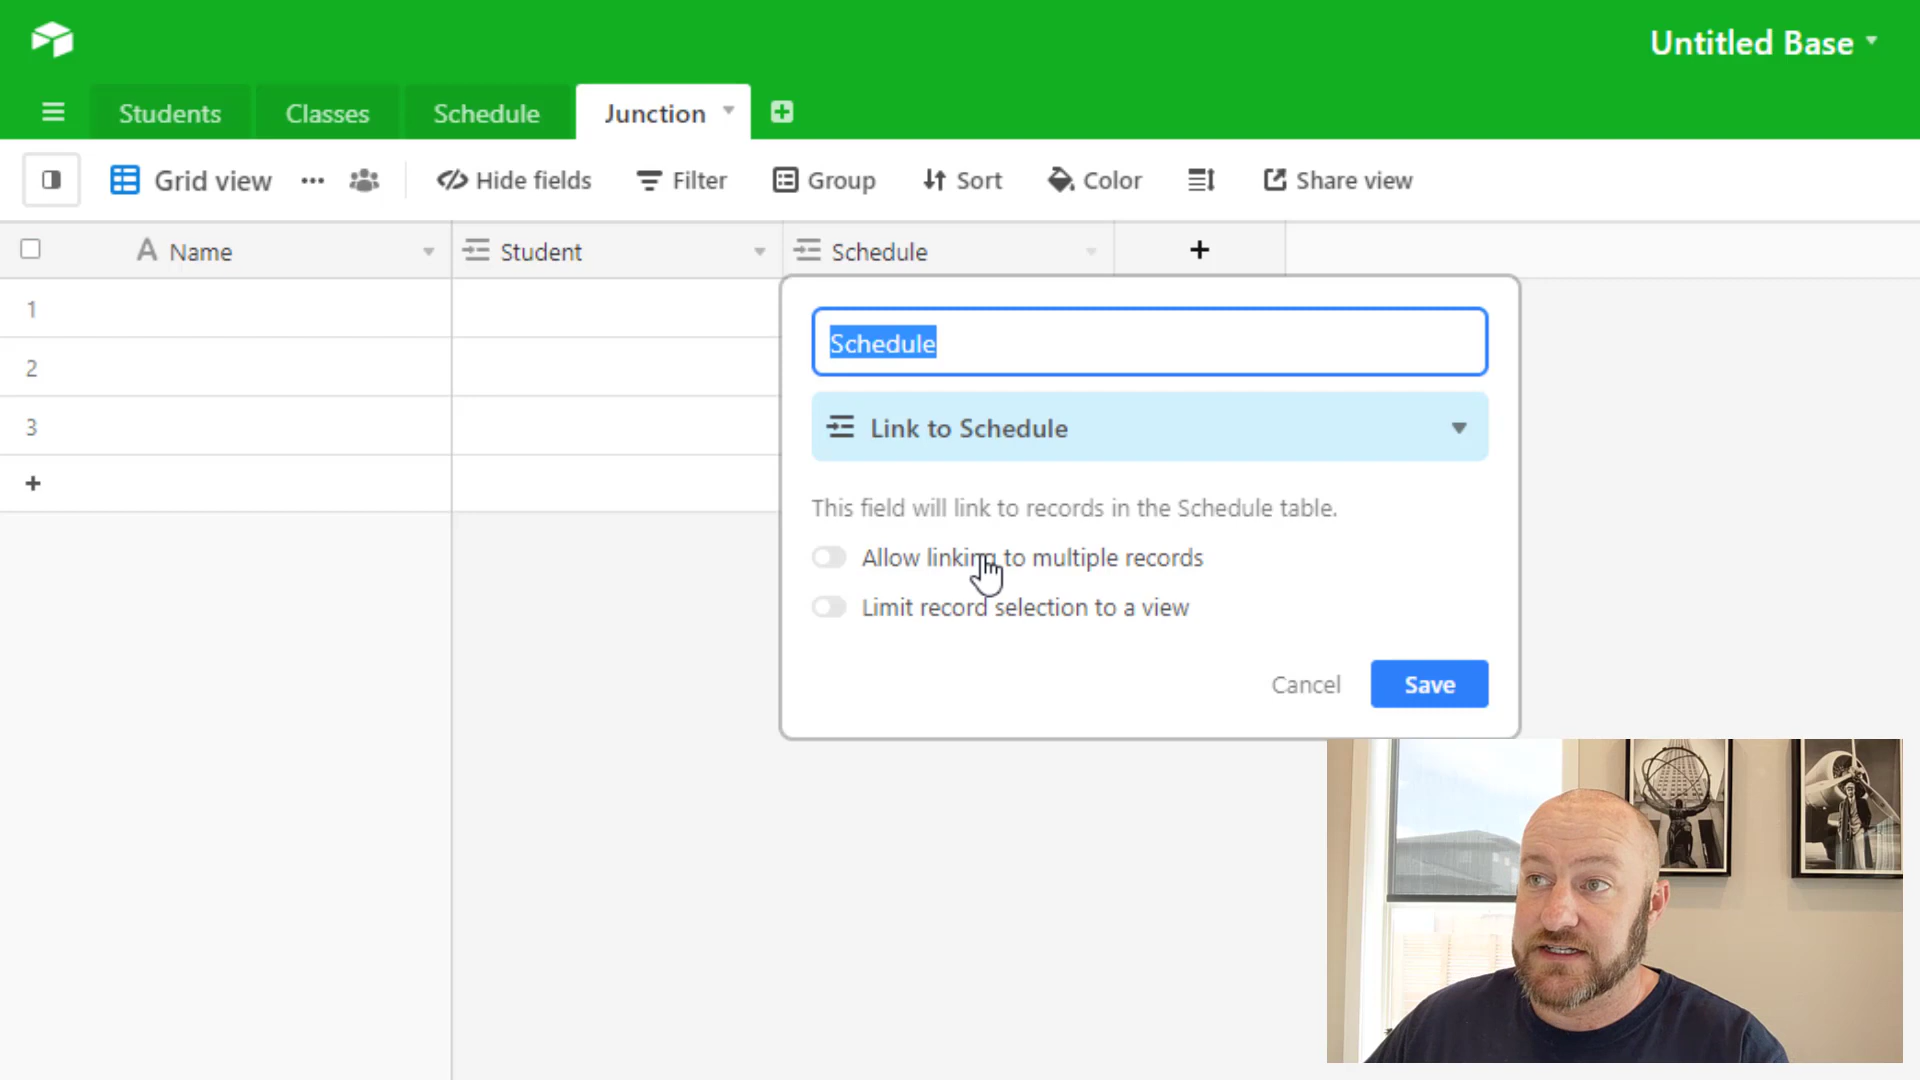 Untitled Base
Students
Classes
Schedule
Junction
Grid view
Hide fields
Filter
Group
Sort
Color
Share view
Name
Student
Schedule
1
2
3
Schedule
Link to Schedule
This field will link to records in the Schedule table.
Allow linking to multiple records
Limit record selection to a view
Cancel
Save